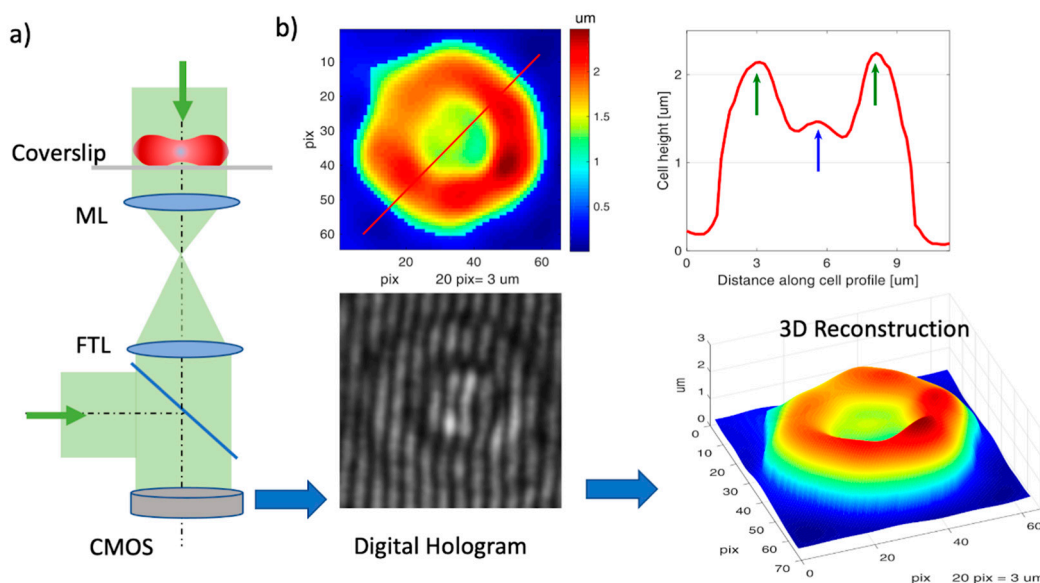 a)
Coverslip
ML
FTL
CMOS
b)
um
10
20
30
40
50
60
pix
20
40
60
pix
20 pix= 3 um
2
1.5
1
0.5
Cell height [um]
2
1
0
0
3
6
9
Distance along cell profile [um]
Digital Hologram
3D Reconstruction
um
3
2
1
0
0
10
20
30
40
50
60
70
pix
0
20
40
60
pix
20 pix = 3 um